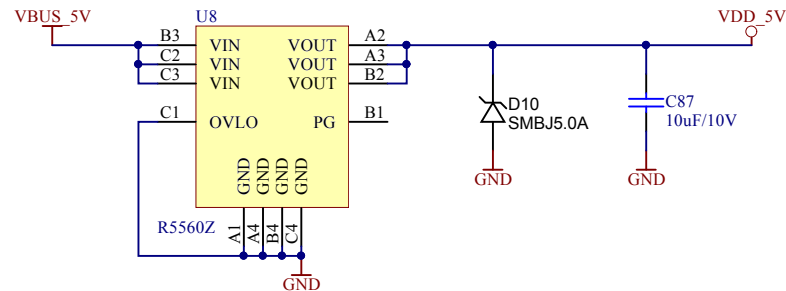 VBUS_5V
U8
VDD_5V
B3 VIN VOUT A2
C2 VIN VOUT A3
C3 VIN VOUT B2
C1 OVLO PG B1
D10
SMBJ5.0A
C87
10uF/10V
GND GND GND GND
GND
GND
R5560Z
A1 A4 B4 C4
GND